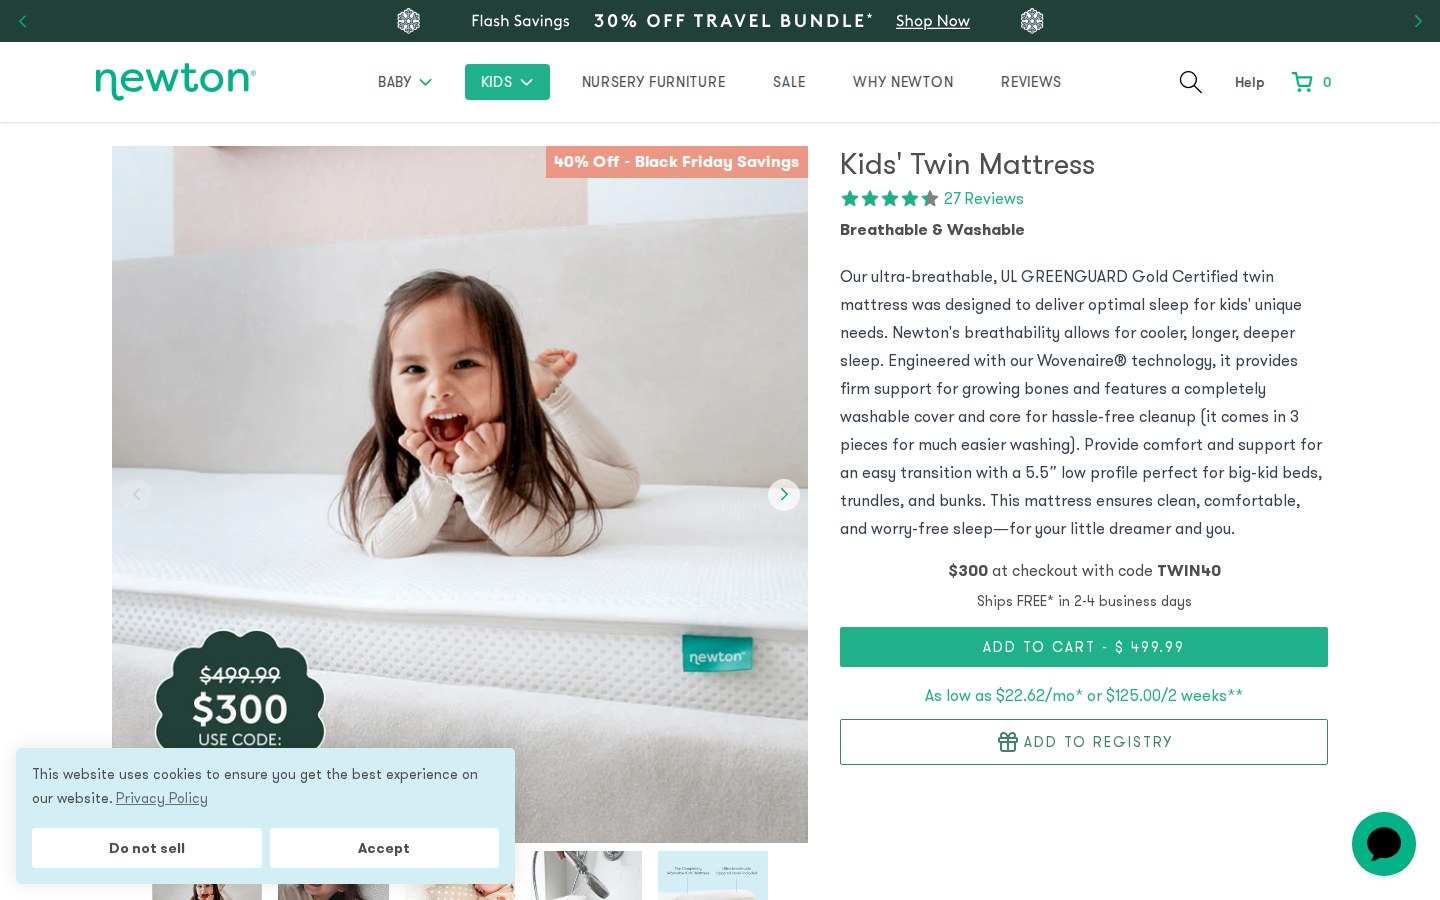 Flash Savings 30% OFF TRAVEL BUNDLE* Shop Now
newton®
BABY KIDS NURSERY FURNITURE SALE WHY NEWTON REVIEWS Help 0
40% Off - Black Friday Savings
newton
$499.99
$300
USE CODE:
Kids' Twin Mattress
27 Reviews
Breathable & Washable
Our ultra-breathable, UL GREENGUARD Gold Certified twin
mattress was designed to deliver optimal sleep for kids' unique
needs. Newton's breathability allows for cooler, longer, deeper
sleep. Engineered with our Wovenaire® technology, it provides
firm support for growing bones and features a completely
washable cover and core for hassle-free cleanup (it comes in 3
pieces for much easier washing). Provide comfort and support for
an easy transition with a 5.5″ low profile perfect for big-kid beds,
trundles, and bunks. This mattress ensures clean, comfortable,
and worry-free sleep—for your little dreamer and you.
$300 at checkout with code TWIN40
Ships FREE* in 2-4 business days
ADD TO CART - $ 499.99
As low as $22.62/mo* or $125.00/2 weeks**
ADD TO REGISTRY
This website uses cookies to ensure you get the best experience on
our website. Privacy Policy
Do not sell
Accept